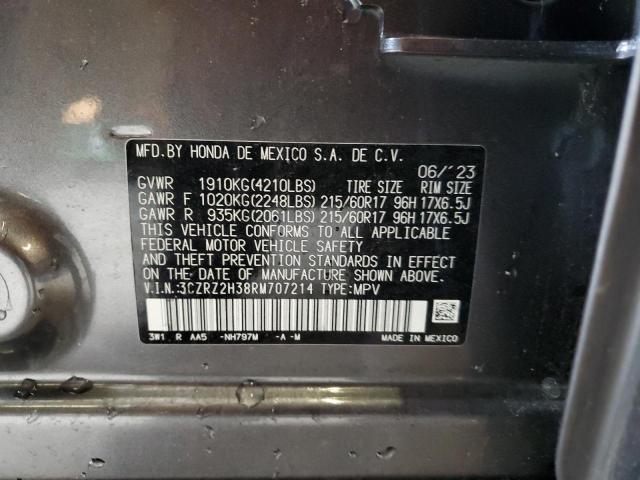 MFD.BY HONDA DE MEXICO S.A. DE C.V.
06/'23
GVWR 1910KG(4210LBS) TIRE SIZE RIM SIZE
GAWR F 1020KG(2248LBS) 215/60R17 96H 17X6.5J
GAWR R 935KG(2061LBS) 215/60R17 96H 17X6.5J
THIS VEHICLE CONFORMS TO ALL APPLICABLE
FEDERAL MOTOR VEHICLE SAFETY
AND THEFT PREVENTION STANDARDS IN EFFECT
ON THE DATE OF MANUFACTURE SHOWN ABOVE.
V.I.N.:3CZRZ2H38RM707214 TYPE:MPV
3W1 R AA5 -NH797M -A -M MADE IN MEXICO